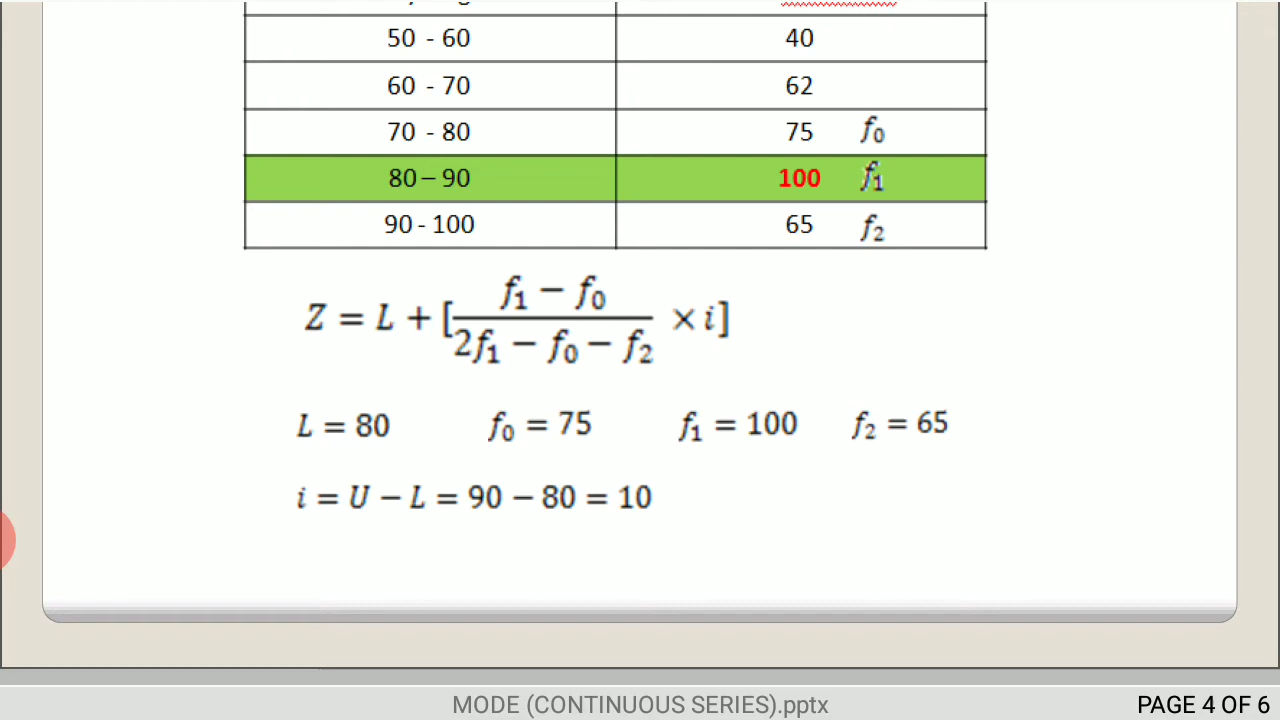 50 - 60 40
60 - 70 62
70 - 80 75 f₀
80 – 90 100 f₁
90 - 100 65 f₂
Z = L + [ (f₁ − f₀) / (2f₁ − f₀ − f₂) × i ]
L = 80 f₀ = 75 f₁ = 100 f₂ = 65
i = U − L = 90 − 80 = 10
MODE (CONTINUOUS SERIES).pptx PAGE 4 OF 6